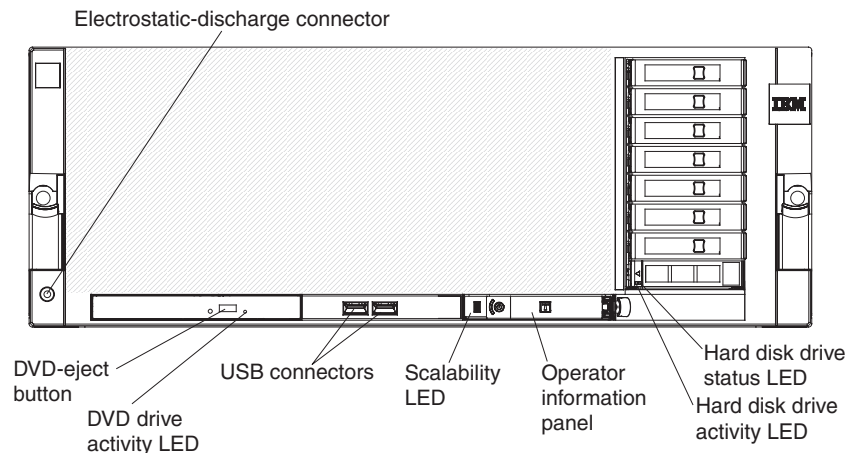 Electrostatic-discharge connector
IBM
DVD-eject
button
DVD drive
activity LED
USB connectors
Scalability
LED
Operator
information
panel
Hard disk drive
status LED
Hard disk drive
activity LED